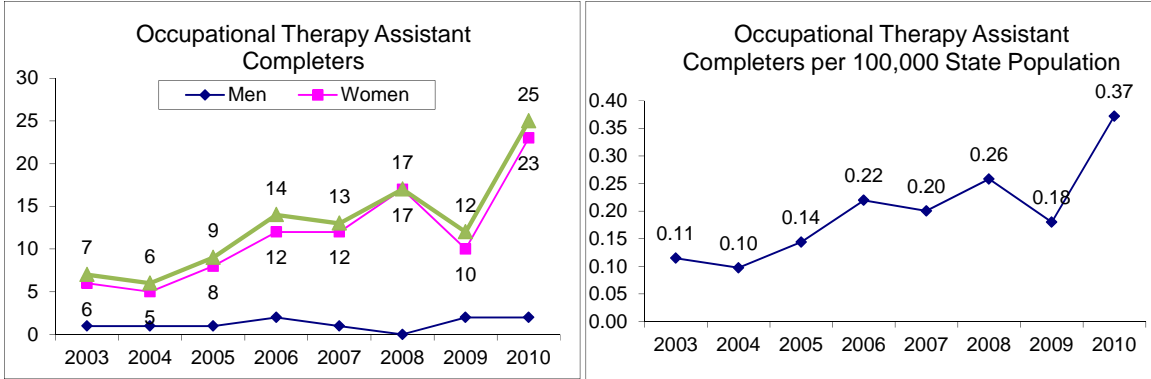 Occupational Therapy Assistant
Completers
30
25
20
15
10
5
0
Men Women
7 6 9 14 13 17 12 25
6 5 8 12 12 17 10 23
2003 2004 2005 2006 2007 2008 2009 2010
Occupational Therapy Assistant
Completers per 100,000 State Population
0.40
0.35
0.30
0.25
0.20
0.15
0.10
0.05
0.00
0.11 0.10 0.14 0.22 0.20 0.26 0.18 0.37
2003 2004 2005 2006 2007 2008 2009 2010